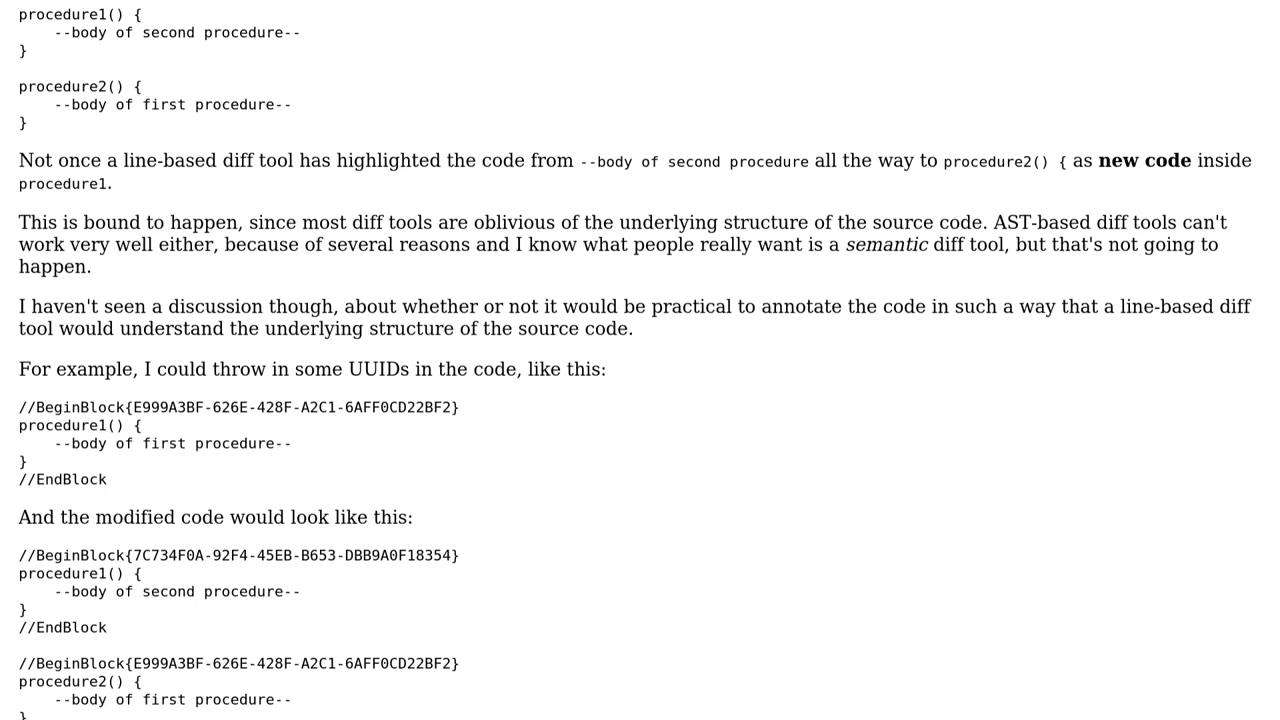 procedure1() {
    --body of second procedure--
}

procedure2() {
    --body of first procedure--
}

Not once a line-based diff tool has highlighted the code from --body of second procedure all the way to procedure2() { as new code inside
procedure1.

This is bound to happen, since most diff tools are oblivious of the underlying structure of the source code. AST-based diff tools can't
work very well either, because of several reasons and I know what people really want is a semantic diff tool, but that's not going to
happen.

I haven't seen a discussion though, about whether or not it would be practical to annotate the code in such a way that a line-based diff
tool would understand the underlying structure of the source code.

For example, I could throw in some UUIDs in the code, like this:

//BeginBlock{E999A3BF-626E-428F-A2C1-6AFF0CD22BF2}
procedure1() {
    --body of first procedure--
}
//EndBlock

And the modified code would look like this:

//BeginBlock{7C734F0A-92F4-45EB-B653-DBB9A0F18354}
procedure1() {
    --body of second procedure--
}
//EndBlock

//BeginBlock{E999A3BF-626E-428F-A2C1-6AFF0CD22BF2}
procedure2() {
    --body of first procedure--
}